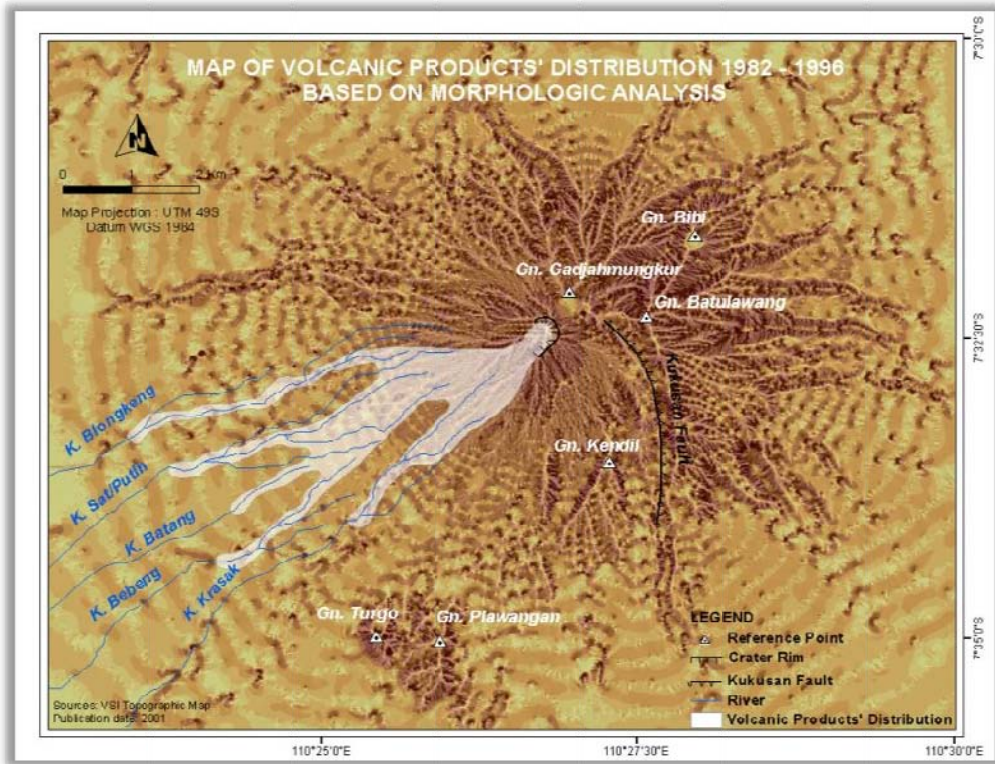 MAP OF VOLCANIC PRODUCTS' DISTRIBUTION 1982 - 1996
BASED ON MORPHOLOGIC ANALYSIS
7°30'0"S
N
0 1 2 Km
Map Projection : UTM 49S
Datum WGS 1984
Gn. Bibi
Gn. Gadjahmungkur
Gn. Batulawang
7°32'30"S
Kukusan Fault
K. Blongkeng
Gn. Kendil
K. Sat/Putih
K. Batang
K. Bebeng
K. Krasak
Gn. Turgo
Gn. Plawangan
LEGEND
Reference Point
7°35'0"S
Crater Rim
Kukusan Fault
River
Volcanic Products' Distribution
Sources: VSI Topographic Map
Publication date: 2001
110°25'0"E
110°27'30"E
110°30'0"E